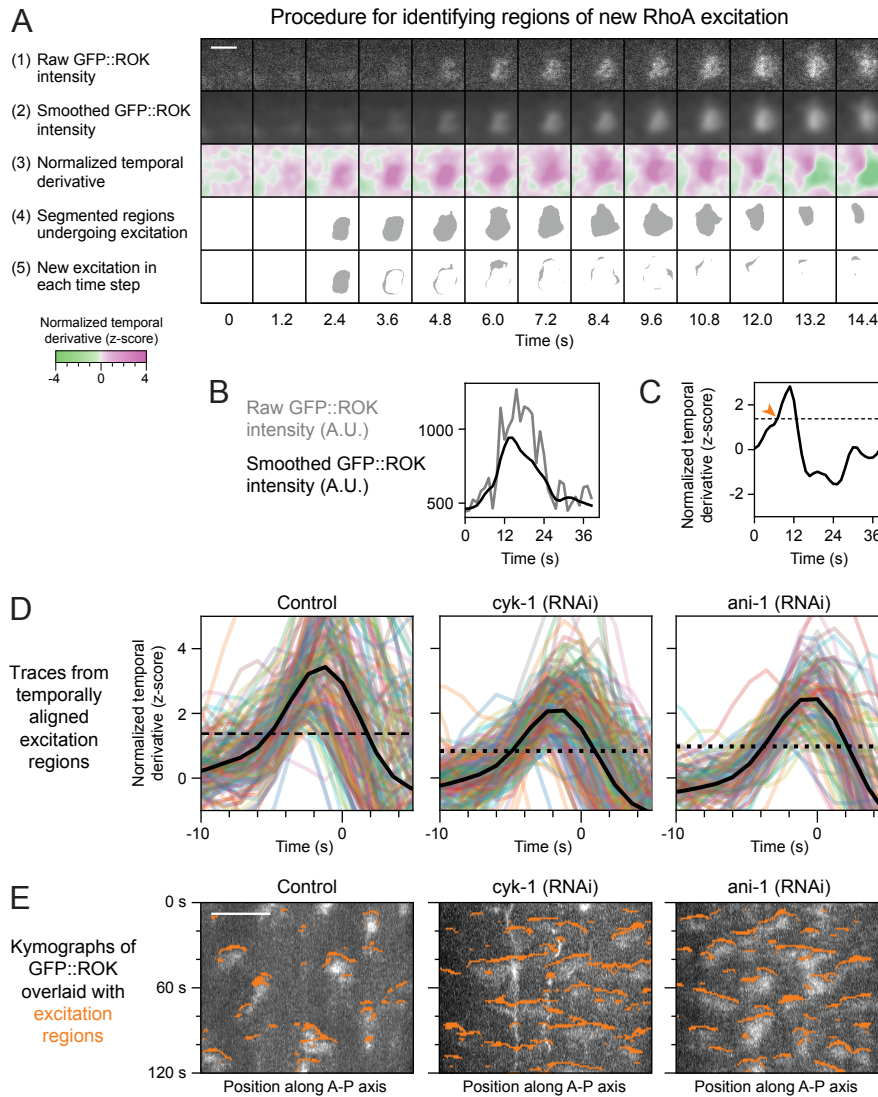 A
Procedure for identifying regions of new RhoA excitation
(1) Raw GFP::ROK
intensity
(2) Smoothed GFP::ROK
intensity
(3) Normalized temporal
derivative
(4) Segmented regions
undergoing excitation
(5) New excitation in
each time step
0 1.2 2.4 3.6 4.8 6.0 7.2 8.4 9.6 10.8 12.0 13.2 14.4
Time (s)
Normalized temporal
derivative (z-score)
-4 0 4
B
Raw GFP::ROK
intensity (A.U.)
Smoothed GFP::ROK
intensity (A.U.)
1000
500
0 12 24 36
Time (s)
C
Normalized temporal
derivative (z-score)
2
0
-2
0 12 24 36
Time (s)
D
Traces from
temporally
aligned
excitation
regions
Normalized temporal
derivative (z-score)
Control
cyk-1 (RNAi)
ani-1 (RNAi)
4
2
0
-10 0
Time (s)
-10 0
Time (s)
-10 0
Time (s)
E
Kymographs of
GFP::ROK
overlaid with
excitation
regions
Control
cyk-1 (RNAi)
ani-1 (RNAi)
0 s
60 s
120 s
Position along A-P axis
Position along A-P axis
Position along A-P axis